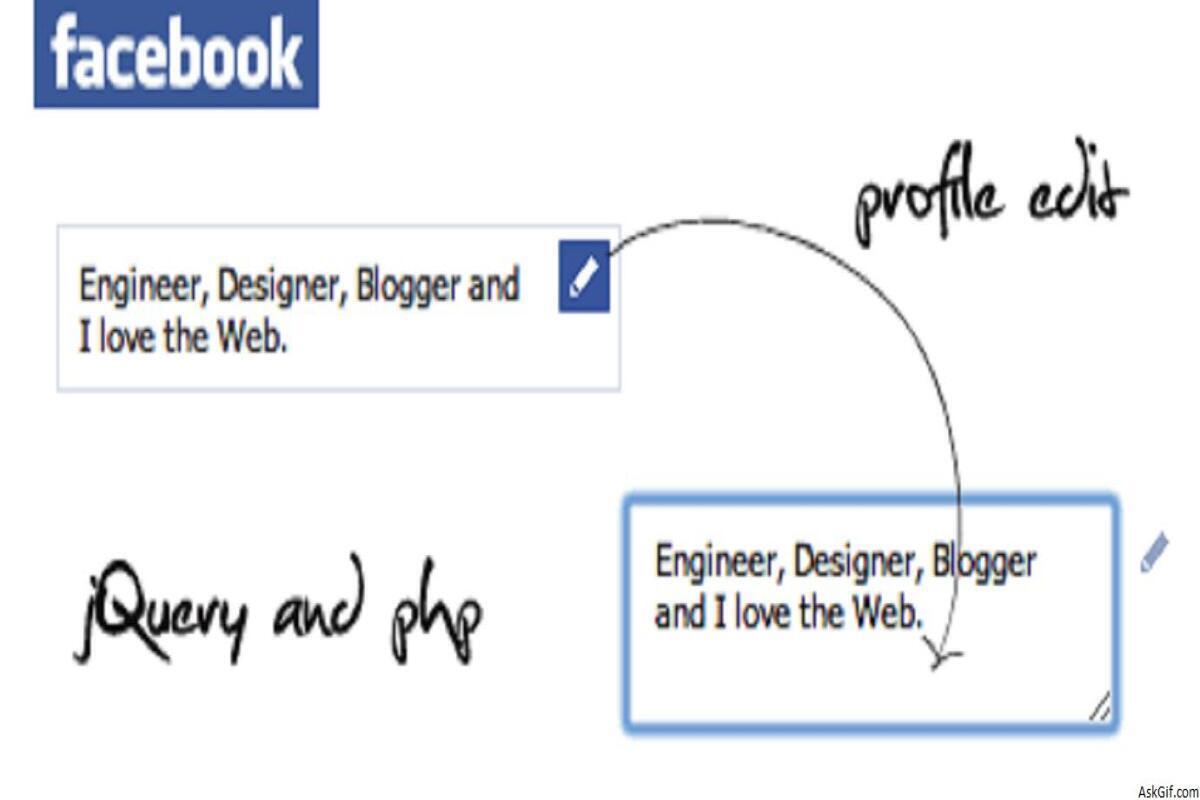 facebook
profile edit
Engineer, Designer, Blogger and
I love the Web.
Engineer, Designer, Blogger
and I love the Web.
jQuery and php
AskGif.com